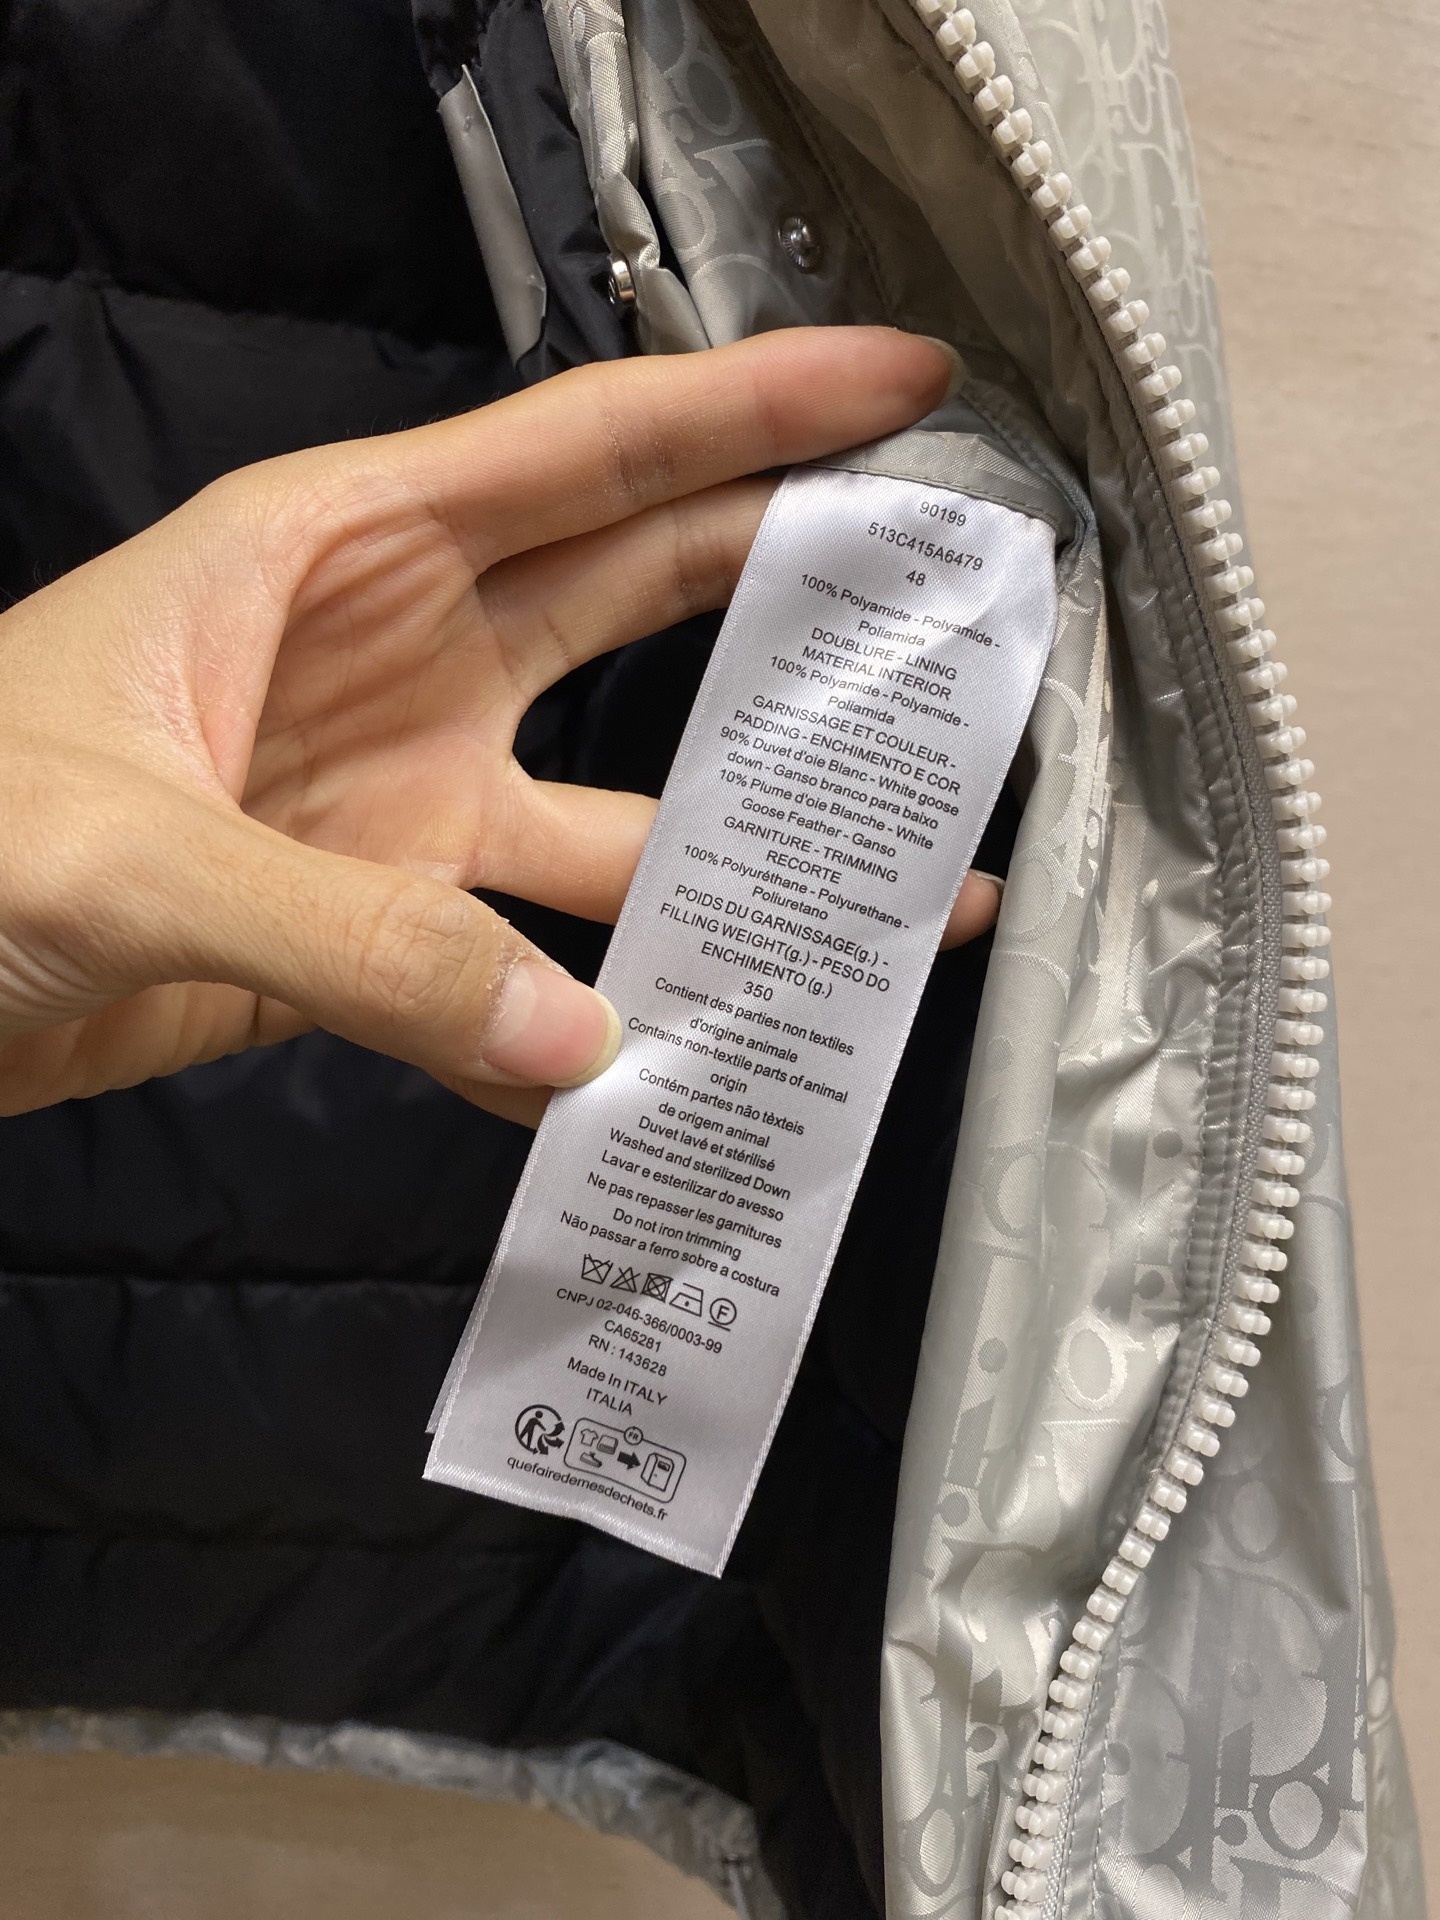 90199
513C415A6479
48
100% Polyamide - Polyamide -
Poliamida
DOUBLURE - LINING
MATERIAL INTERIOR
100% Polyamide - Polyamide -
Poliamida
GARNISSAGE ET COULEUR -
PADDING - ENCHIMENTO E COR
90% Duvet d'oie Blanc - White goose
down - Ganso branco para baixo
10% Plume d'oie Blanche - White
Goose Feather - Ganso
GARNITURE - TRIMMING
RECORTE
100% Polyuréthane - Polyurethane -
Poliuretano
POIDS DU GARNISSAGE(g.) -
FILLING WEIGHT(g.) - PESO DO
ENCHIMENTO (g.)
350
Contient des parties non textiles
d'origine animale
Contains non-textile parts of animal
origin
Contém partes não tèxteis
de origem animal
Duvet lavé et stérilisé
Washed and sterilized Down
Lavar e esterilizar do avesso
Ne pas repasser les garnitures
Do not iron trimming
Não passar a ferro sobre a costura
F
CNPJ 02-046-366/0003-99
CA65281
RN : 143628
Made In ITALY
ITALIA
FR
quefairedemesdechets.fr
Dior